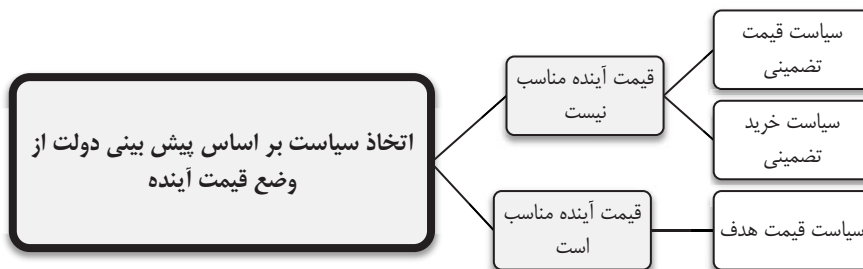 اتخاذ سیاست بر اساس پیش بینی دولت از
وضع قیمت آینده
قیمت آینده مناسب
نیست
سیاست قیمت
تضمینی
سیاست خرید
تضمینی
قیمت آینده مناسب
است
سیاست قیمت هدف